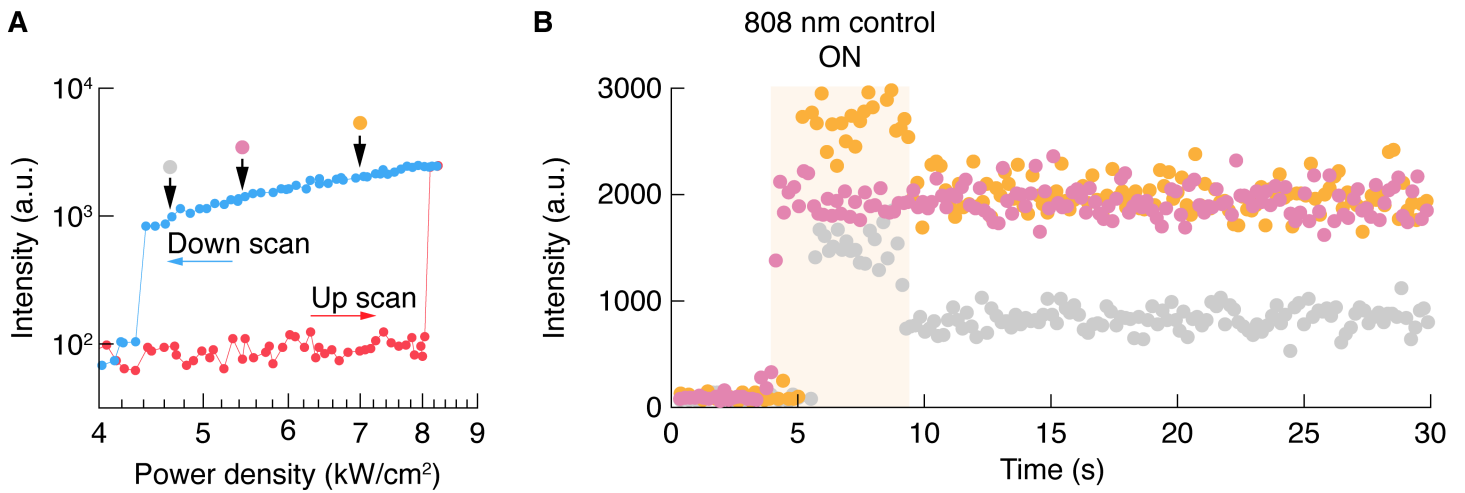 A
Intensity (a.u.)
10⁴
10³
10²
Down scan
Up scan
4 5 6 7 8 9
Power density (kW/cm²)
B
808 nm control
ON
Intensity (a.u.)
3000
2000
1000
0
0 5 10 15 20 25 30
Time (s)